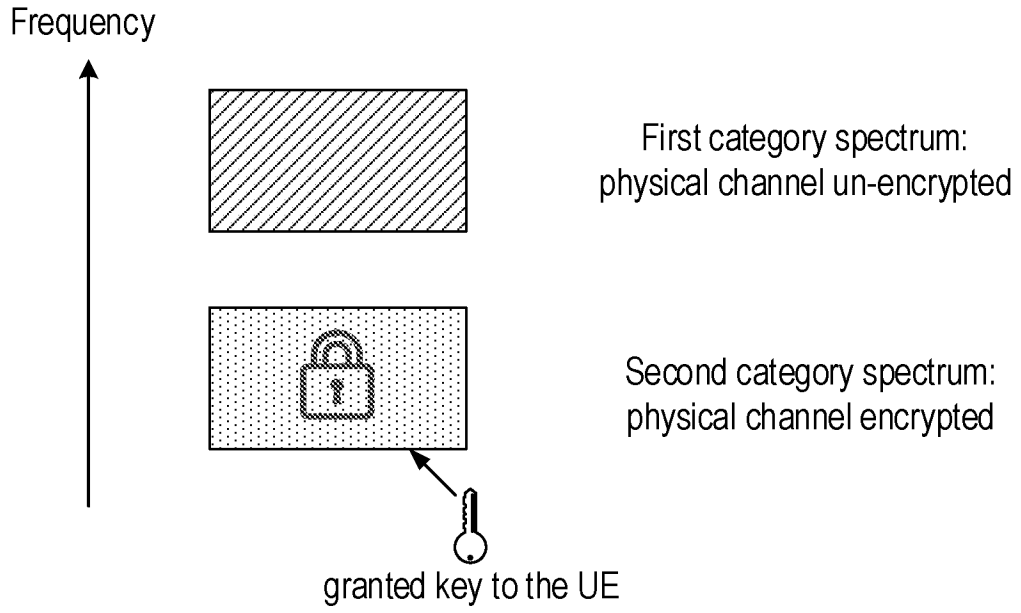 Frequency
First category spectrum:
physical channel un-encrypted
Second category spectrum:
physical channel encrypted
granted key to the UE